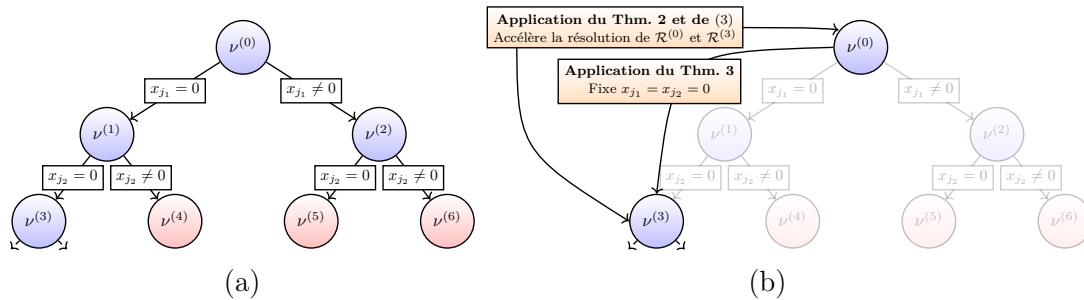 ν(0)
x_{j_1} = 0
x_{j_1} ≠ 0
ν(1)
ν(2)
x_{j_2} = 0
x_{j_2} ≠ 0
x_{j_2} = 0
x_{j_2} ≠ 0
ν(3)
ν(4)
ν(5)
ν(6)
(a)
Application du Thm. 2 et de (3)
Accélère la résolution de R(0) et R(3)
ν(0)
Application du Thm. 3
Fixe x_{j_1} = x_{j_2} = 0
x_{j_1} = 0
x_{j_1} ≠ 0
ν(1)
ν(2)
x_{j_2} = 0
x_{j_2} ≠ 0
x_{j_2} = 0
x_{j_2} ≠ 0
ν(3)
ν(4)
ν(5)
ν(6)
(b)